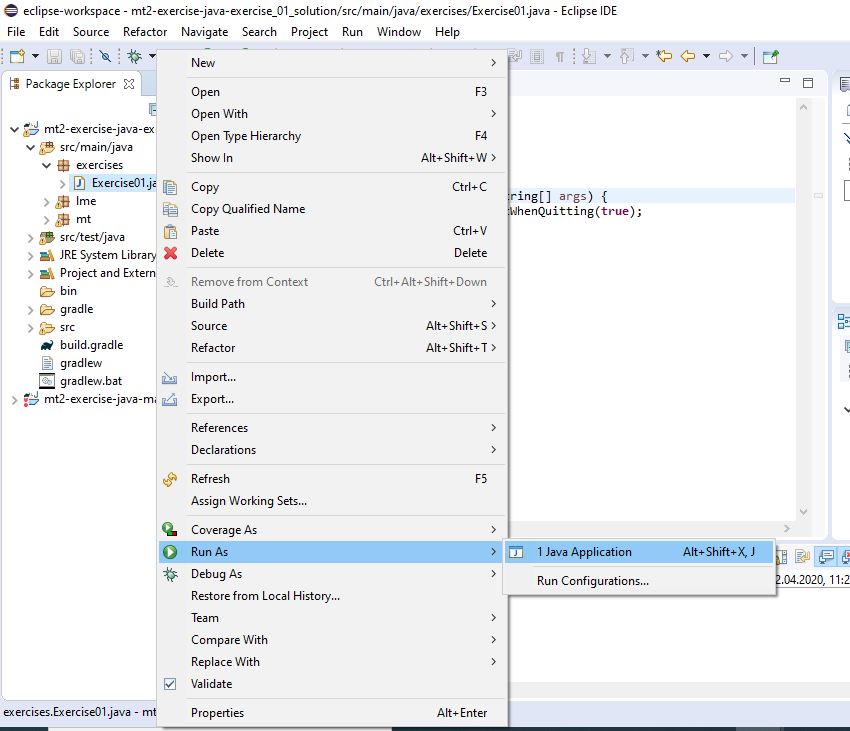 eclipse-workspace - mt2-exercise-java-exercise_01_solution/src/main/java/exercises/Exercise01.java - Eclipse IDE
File Edit Source Refactor Navigate Search Project Run Window Help
Package Explorer
mt2-exercise-java-ex
src/main/java
exercises
Exercise01.ja
lme
mt
src/test/java
JRE System Library
Project and Extern
bin
gradle
src
build.gradle
gradlew
gradlew.bat
mt2-exercise-java-ma
New
Open F3
Open With
Open Type Hierarchy F4
Show In Alt+Shift+W
Copy Ctrl+C
Copy Qualified Name
Paste Ctrl+V
Delete Delete
Remove from Context Ctrl+Alt+Shift+Down
Build Path
Source Alt+Shift+S
Refactor Alt+Shift+T
Import...
Export...
References
Declarations
Refresh F5
Assign Working Sets...
Coverage As
Run As
Debug As
Restore from Local History...
Team
Compare With
Replace With
Validate
Properties Alt+Enter
1 Java Application Alt+Shift+X, J
Run Configurations...
tring[] args) {
WhenQuitting(true);
2.04.2020, 11:2
exercises.Exercise01.java - mt